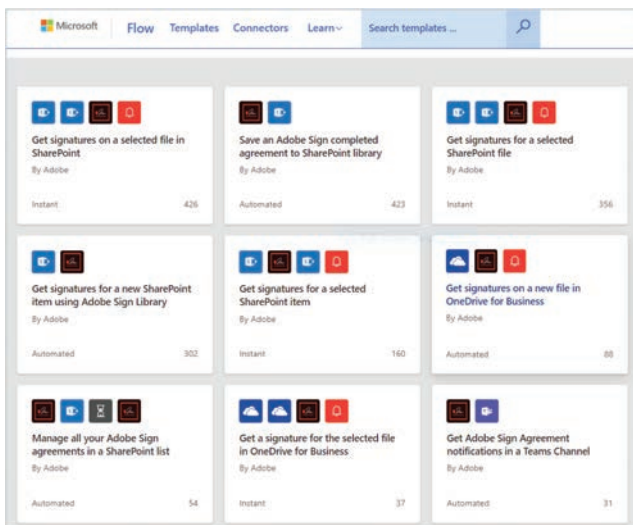 Microsoft Flow Templates Connectors Learn Search templates ...
Get signatures on a selected file in
SharePoint
By Adobe
Instant 426
Save an Adobe Sign completed
agreement to SharePoint library
By Adobe
Automated 423
Get signatures for a selected
SharePoint file
By Adobe
Instant 356
Get signatures for a new SharePoint
item using Adobe Sign Library
By Adobe
Automated 302
Get signatures for a selected
SharePoint item
By Adobe
Instant 160
Get signatures on a new file in
OneDrive for Business
By Adobe
Automated 88
Manage all your Adobe Sign
agreements in a SharePoint list
By Adobe
Automated 54
Get a signature for the selected file
in OneDrive for Business
By Adobe
Instant 37
Get Adobe Sign Agreement
notifications in a Teams Channel
By Adobe
Automated 31